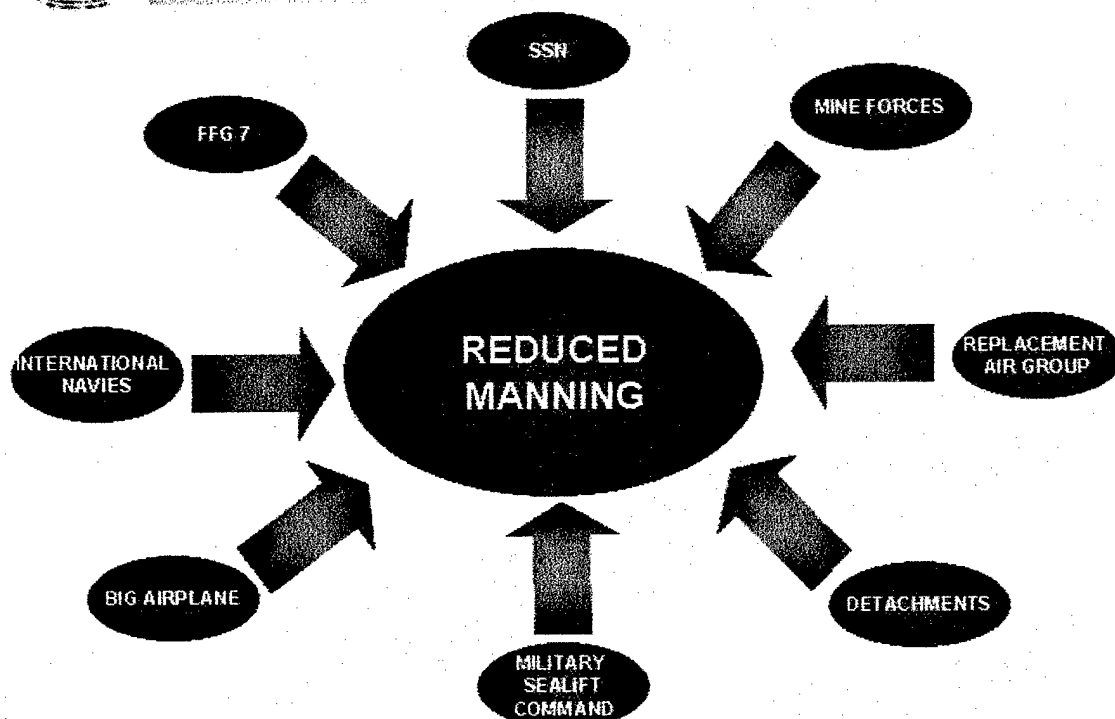 SSN
MINE FORCES
FFG 7
REDUCED
MANNING
REPLACEMENT
AIR GROUP
INTERNATIONAL
NAVIES
BIG AIRPLANE
DETACHMENTS
MILITARY
SEALIFT
COMMAND